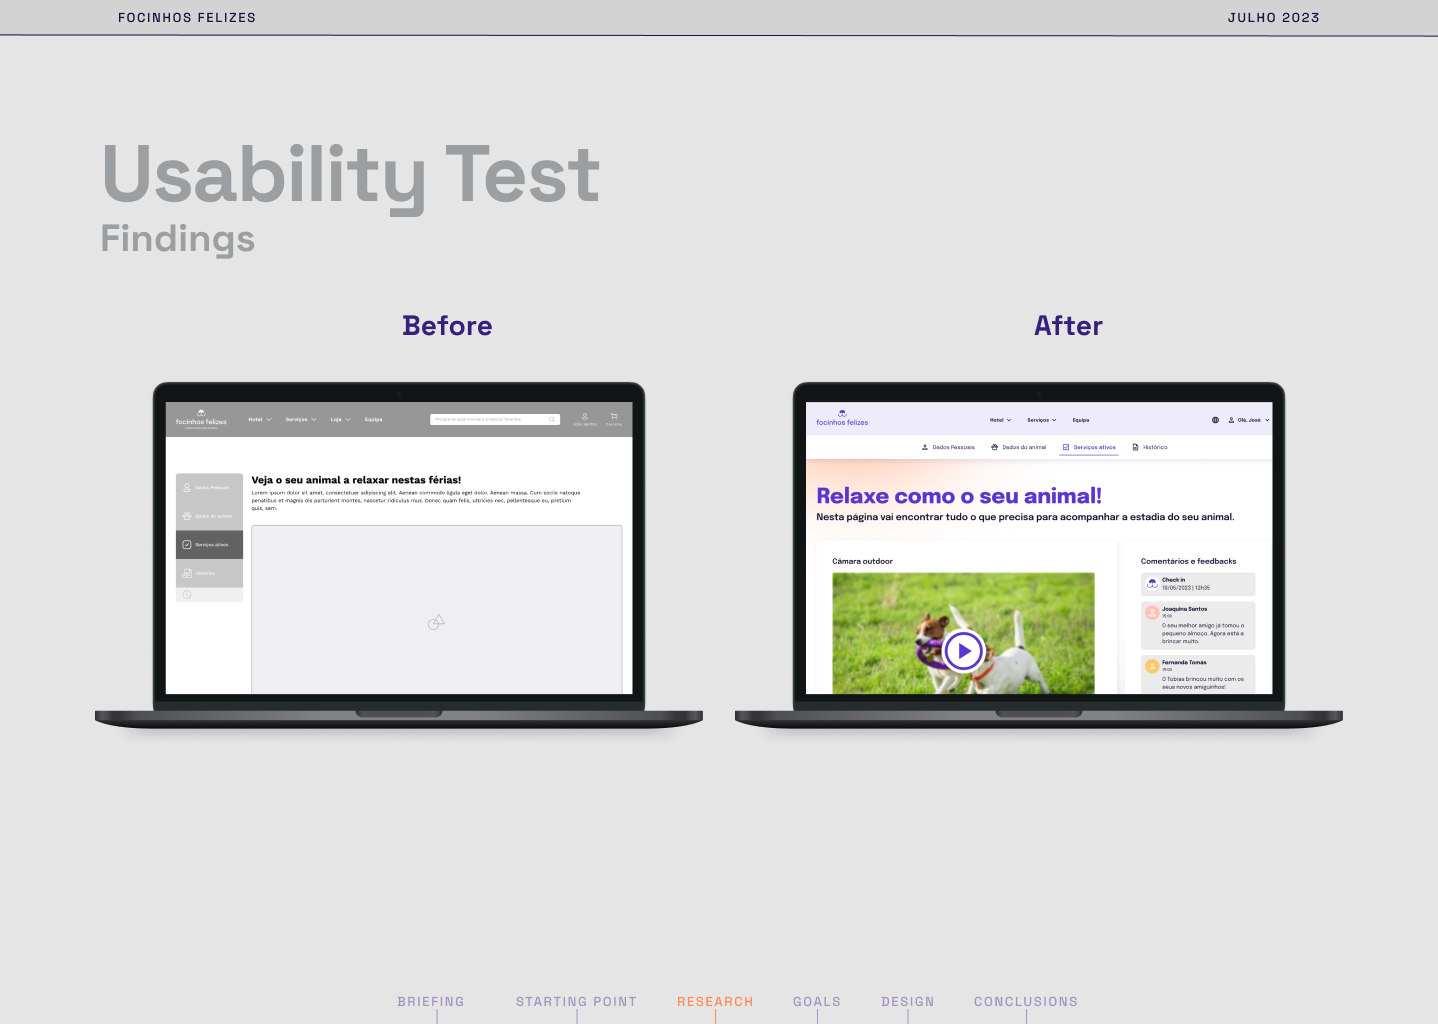 FOCINHOS FELIZES
JULHO 2023
Usability Test
Findings
Before
After
focinhos felizes
Hotel
Serviços
Loja
Equipa
João Santos
Carrinho
Dados Pessoais
Dados do animal
Serviços ativos
Histórico
Veja o seu animal a relaxar nestas férias!
Lorem ipsum dolor sit amet, consectetuer adipiscing elit. Aenean commodo ligula eget dolor. Aenean massa. Cum sociis natoque
penatibus et magnis dis parturient montes, nascetur ridiculus mus. Donec quam felis, ultricies nec, pellentesque eu, pretium
quis, sem.
focinhos felizes
Hotel
Serviços
Equipa
Olá, José
Dados Pessoais
Dados do animal
Serviços ativos
Histórico
Relaxe como o seu animal!
Nesta página vai encontrar tudo o que precisa para acompanhar a estadia do seu animal.
Câmara outdoor
Comentários e feedbacks
Check in
10/05/2023 | 12h35
Joaquina Santos
O seu melhor amigo já tomou o
pequeno almoço. Agora está a
brincar muito.
Fernanda Tomás
O Tobias brincou muito com os
seus novos amiguinhos!
BRIEFING
STARTING POINT
RESEARCH
GOALS
DESIGN
CONCLUSIONS